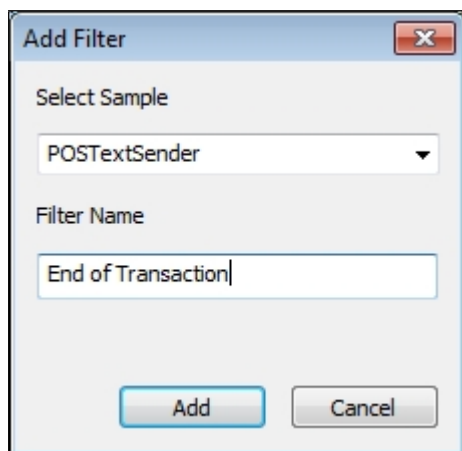 Add Filter
Select Sample
POSTextSender
Filter Name
End of Transaction
Add Cancel